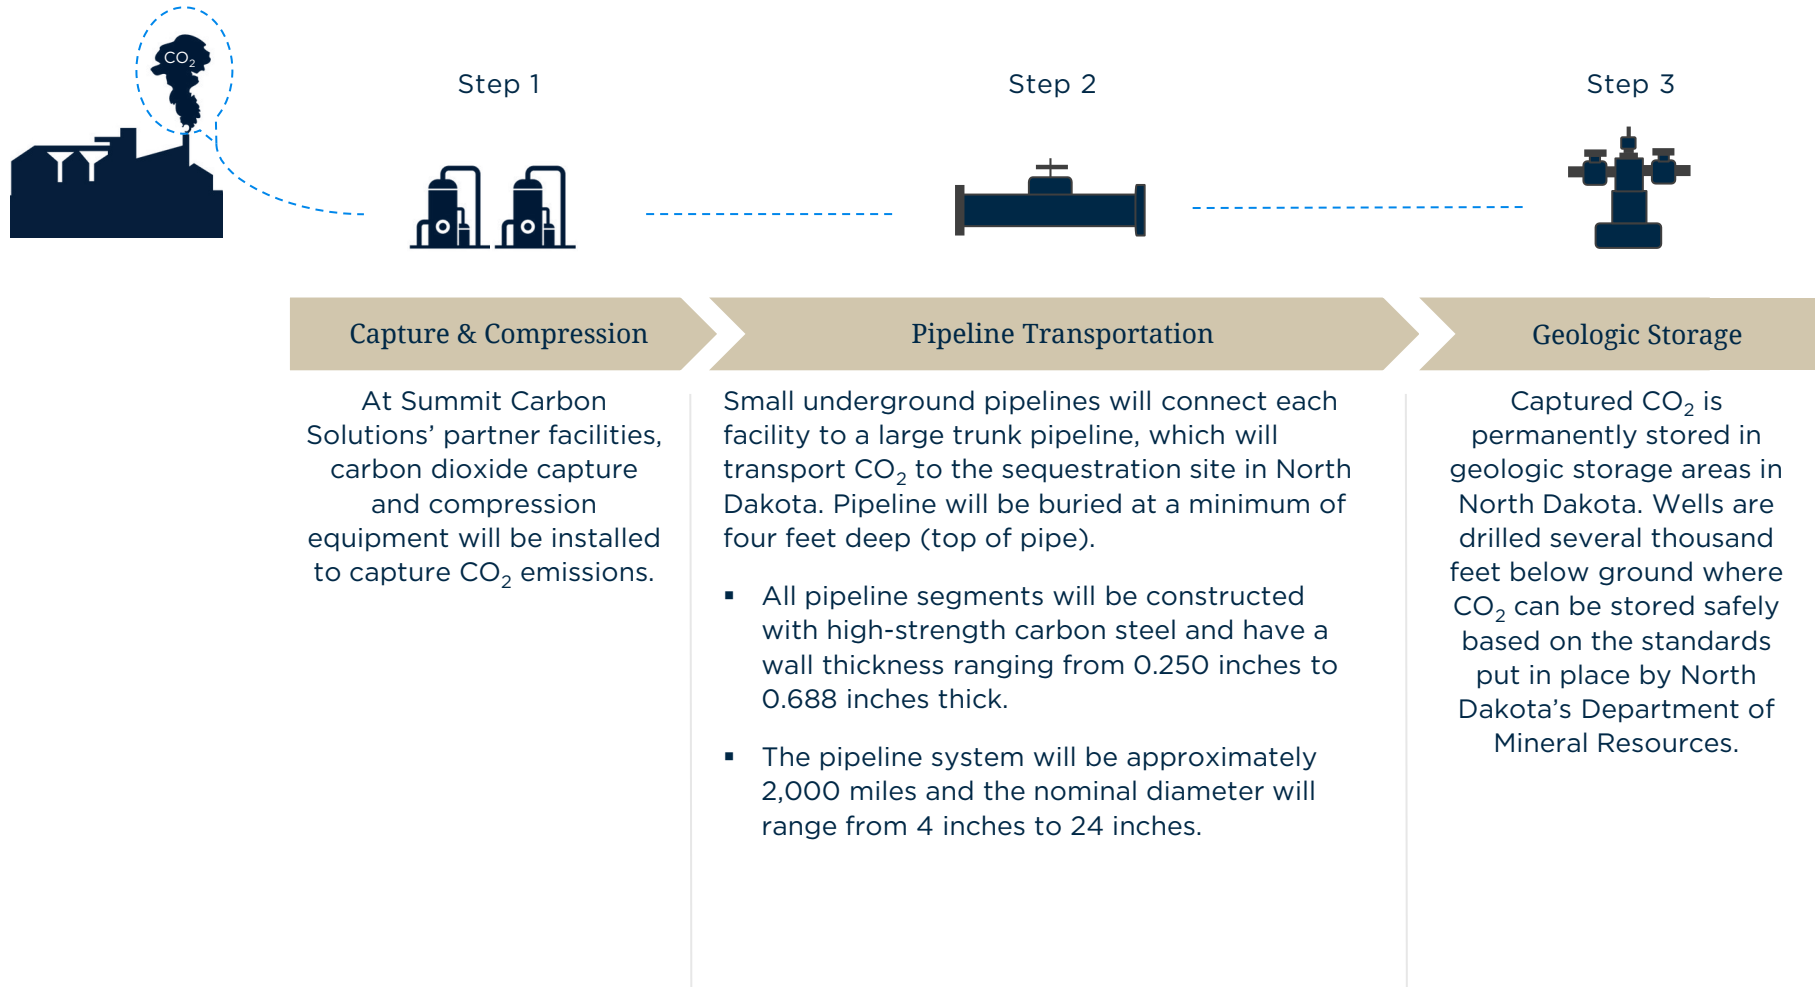 CO₂
Step 1
Step 2
Step 3
Capture & Compression
Pipeline Transportation
Geologic Storage
At Summit Carbon
Solutions’ partner facilities,
carbon dioxide capture
and compression
equipment will be installed
to capture CO₂ emissions.
Small underground pipelines will connect each
facility to a large trunk pipeline, which will
transport CO₂ to the sequestration site in North
Dakota. Pipeline will be buried at a minimum of
four feet deep (top of pipe).
▪ All pipeline segments will be constructed
with high-strength carbon steel and have a
wall thickness ranging from 0.250 inches to
0.688 inches thick.
▪ The pipeline system will be approximately
2,000 miles and the nominal diameter will
range from 4 inches to 24 inches.
Captured CO₂ is
permanently stored in
geologic storage areas in
North Dakota. Wells are
drilled several thousand
feet below ground where
CO₂ can be stored safely
based on the standards
put in place by North
Dakota’s Department of
Mineral Resources.